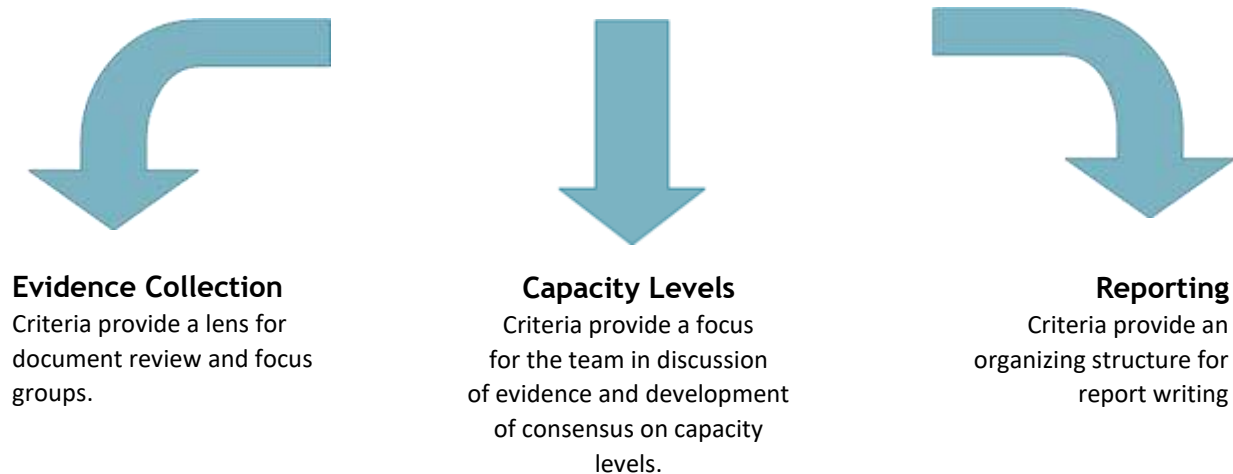 Evidence Collection
Criteria provide a lens for
document review and focus
groups.
Capacity Levels
Criteria provide a focus
for the team in discussion
of evidence and development
of consensus on capacity
levels.
Reporting
Criteria provide an
organizing structure for
report writing